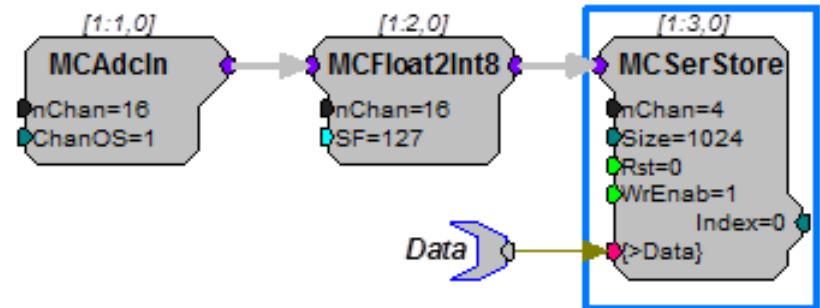 [1:1,0]
MCAdcIn
nChan=16
ChanOS=1
[1:2,0]
MCFloat2Int8
nChan=16
SF=127
[1:3,0]
MCSerStore
nChan=4
Size=1024
Rst=0
WrEnab=1
Index=0
{>Data}
Data